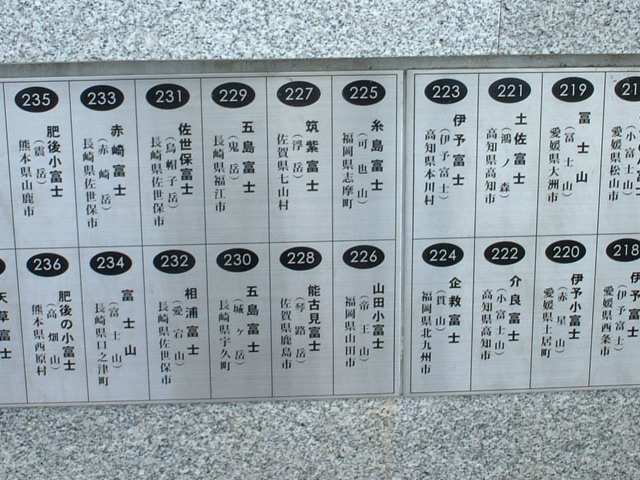 217
219
富士山
（富士山）
愛媛県大洲市
221
土佐富士
（鴻ノ森）
高知県高知市
223
伊予富士
（伊予富士）
高知県本川村
218
愛媛県西条市
220
伊予小富士
（赤星山）
愛媛県土居町
222
介良富士
（小富士山）
高知県高知市
224
企救富士
（貫山）
福岡県北九州市
225
糸島富士
（可也山）
福岡県志摩町
227
筑紫富士
（浮岳）
佐賀県七山村
229
五島富士
（鬼岳）
長崎県福江市
231
佐世保富士
（烏帽子岳）
長崎県佐世保市
233
赤崎富士
（赤崎岳）
長崎県佐世保市
235
肥後小富士
（震岳）
熊本県山鹿市
226
山田小富士
（帝王山）
福岡県山田市
228
能古見富士
（琴路岳）
佐賀県鹿島市
230
五島富士
（城ヶ岳）
長崎県宇久町
232
相浦富士
（愛宕山）
長崎県佐世保市
234
富士山
（富士山）
長崎県口之津町
236
肥後の小富士
（高畑山）
熊本県西原村
天草富士